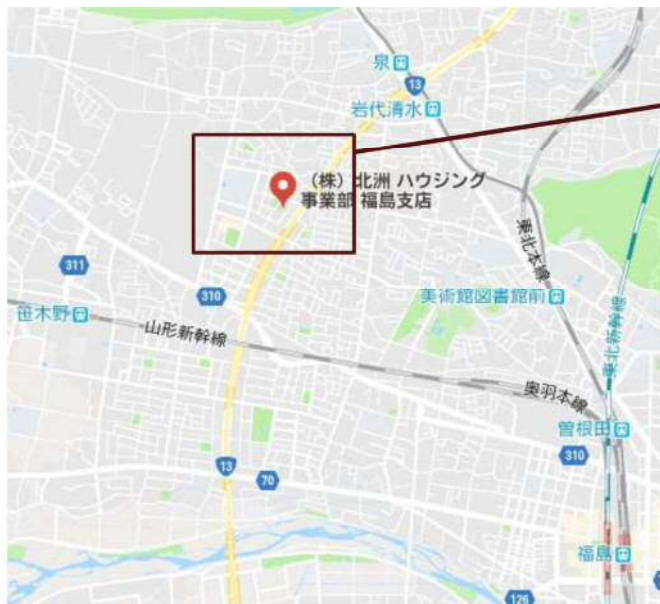 泉
13
岩代清水
(株) 北洲 ハウジング
事業部 福島支店
東北本線
311
310
美術館図書館前
東北新幹線
笹木野
山形新幹線
奥羽本線
曽根田
310
13
70
福島
126